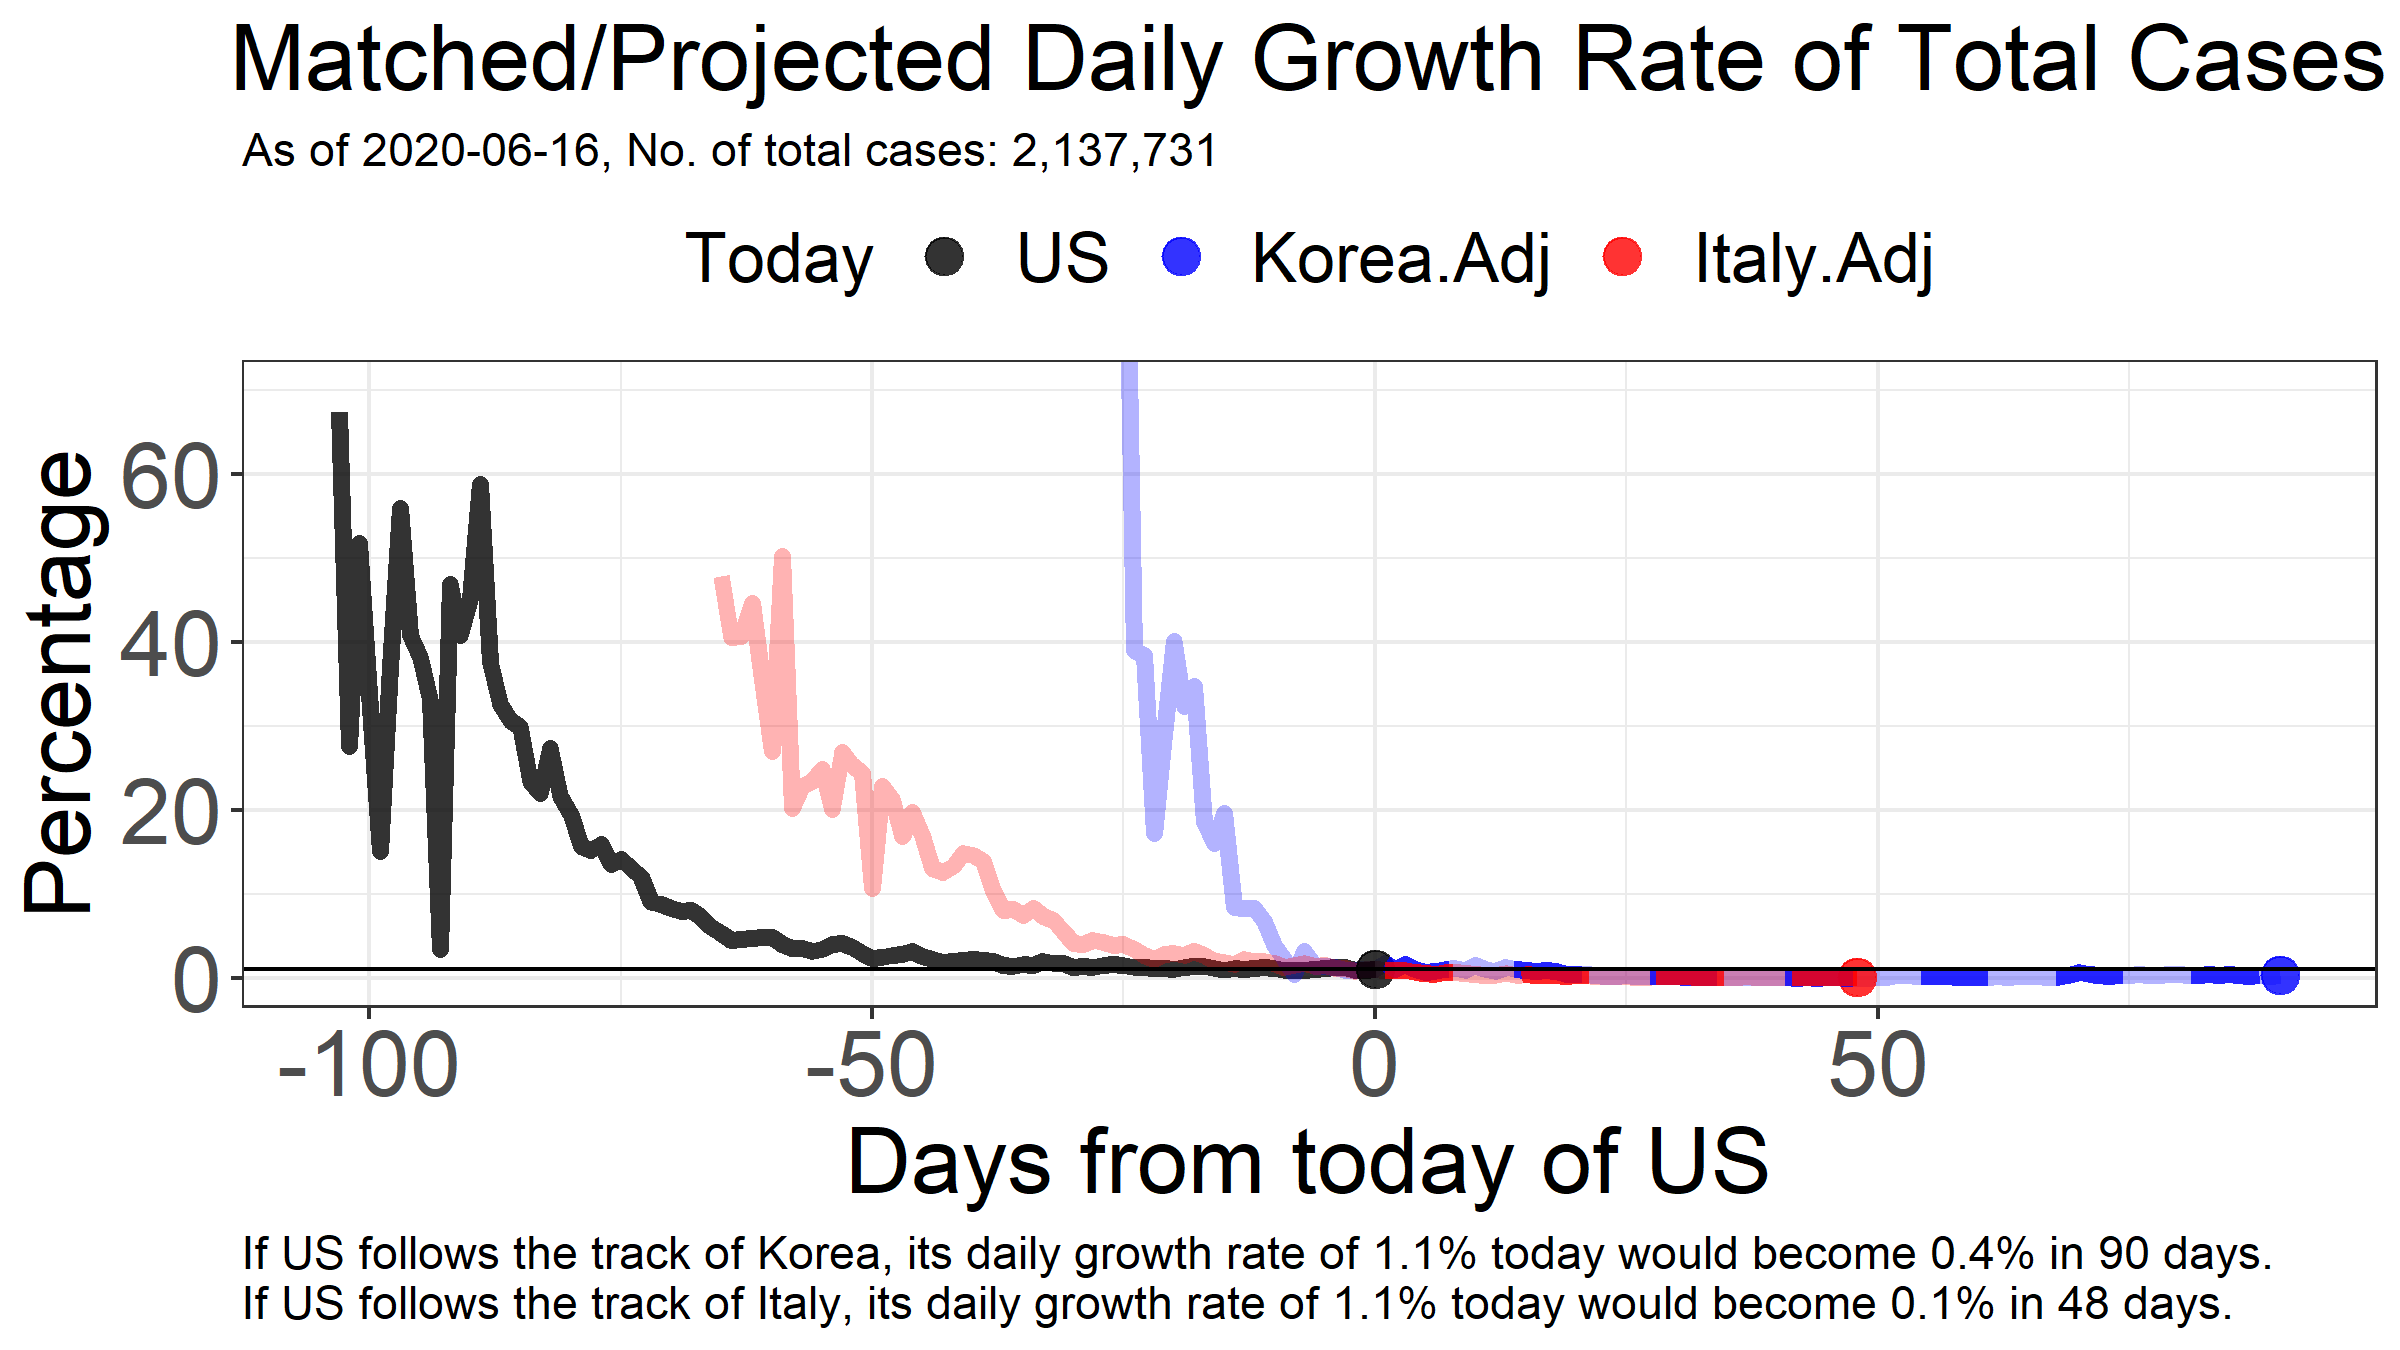 Matched/Projected Daily Growth Rate of Total Cases
As of 2020-06-16, No. of total cases: 2,137,731
Today US Korea.Adj Italy.Adj
Percentage
60
40
20
0
-100 -50 0 50
Days from today of US
If US follows the track of Korea, its daily growth rate of 1.1% today would become 0.4% in 90 days.
If US follows the track of Italy, its daily growth rate of 1.1% today would become 0.1% in 48 days.